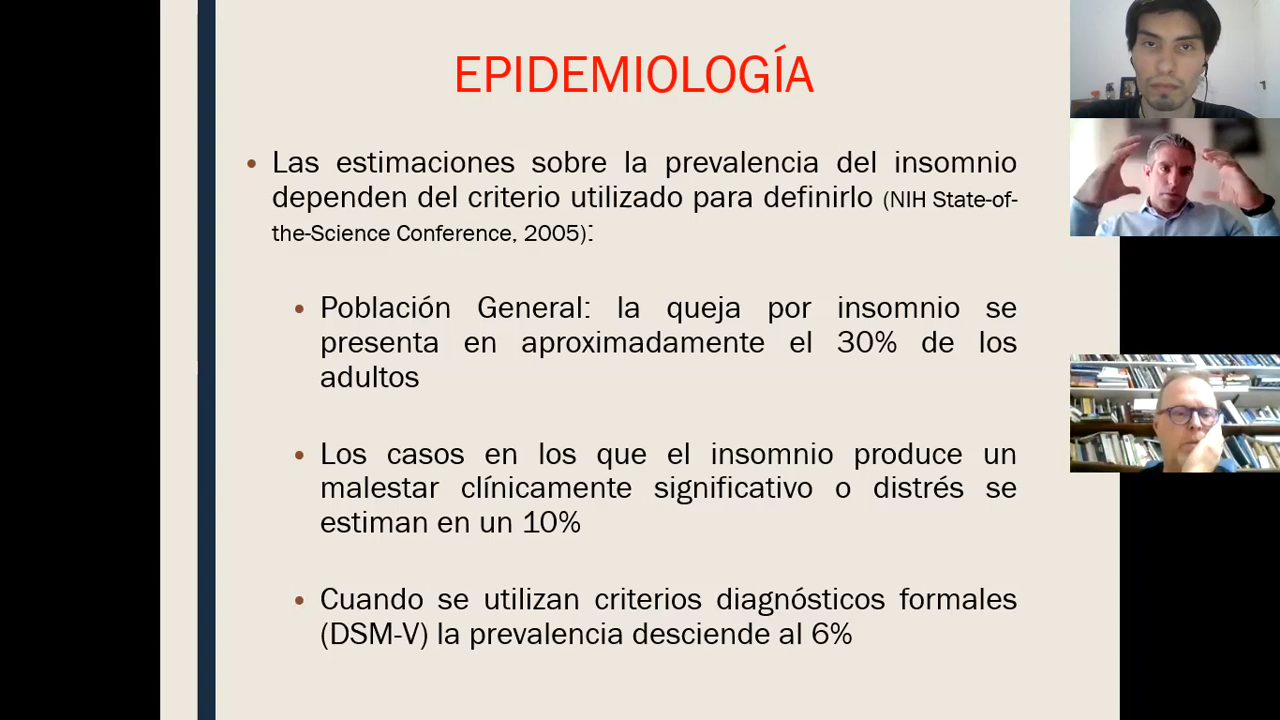 EPIDEMIOLOGÍA
• Las estimaciones sobre la prevalencia del insomnio
dependen del criterio utilizado para definirlo (NIH State-of-
the-Science Conference, 2005):
• Población General: la queja por insomnio se
presenta en aproximadamente el 30% de los
adultos
• Los casos en los que el insomnio produce un
malestar clínicamente significativo o distrés se
estiman en un 10%
• Cuando se utilizan criterios diagnósticos formales
(DSM-V) la prevalencia desciende al 6%